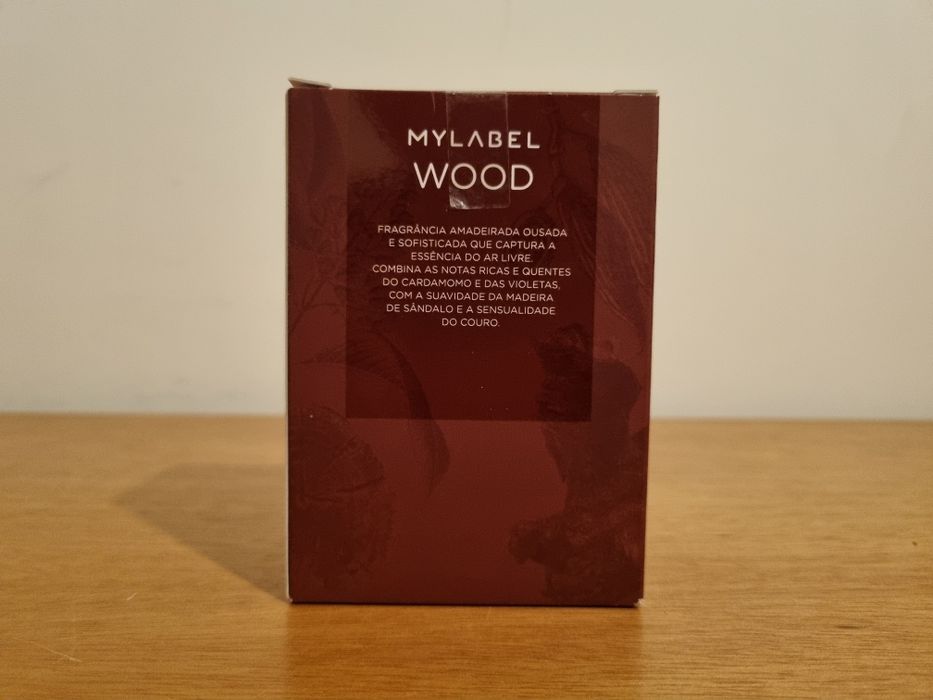 MYLABEL
WOOD
FRAGRÂNCIA AMADEIRADA OUSADA
E SOFISTICADA QUE CAPTURA A
ESSÊNCIA DO AR LIVRE.
COMBINA AS NOTAS RICAS E QUENTES
DO CARDAMOMO E DAS VIOLETAS,
COM A SUAVIDADE DA MADEIRA
DE SÂNDALO E A SENSUALIDADE
DO COURO.